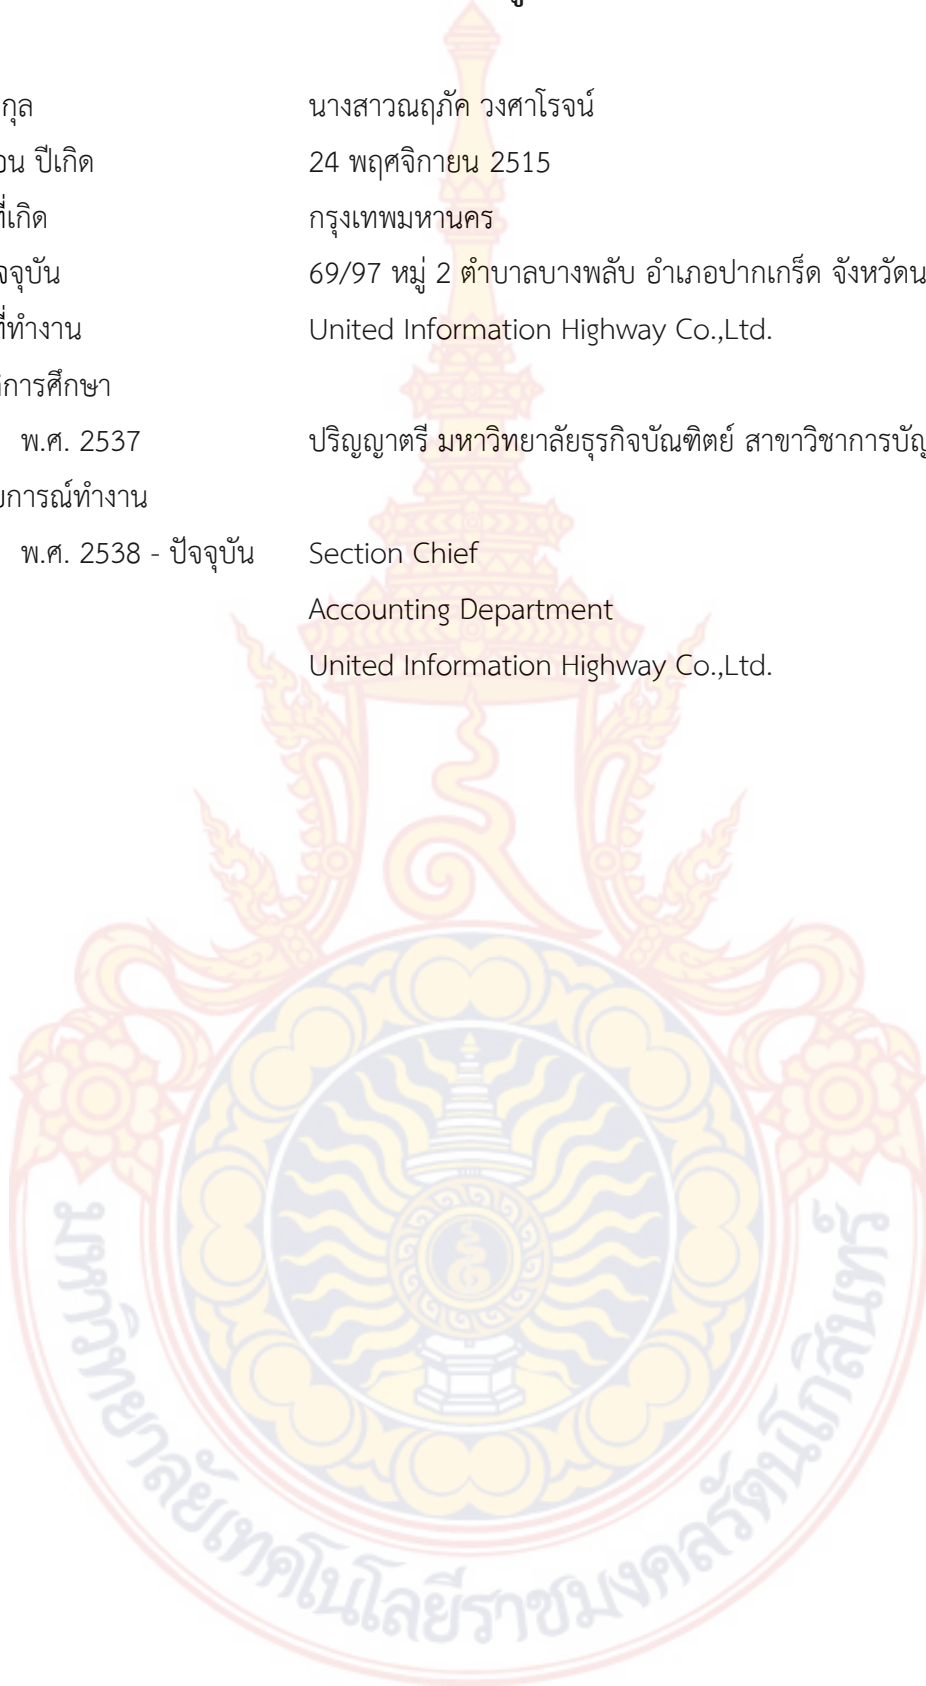 กุล นางสาวณฤภัค วงศาโรจน์
อน ปีเกิด 24 พฤศจิกายน 2515
ที่เกิด กรุงเทพมหานคร
จจุบัน 69/97 หมู่ 2 ตำบาลบางพลับ อำเภอปากเกร็ด จังหวัดน
ที่ทำงาน United Information Highway Co.,Ltd.
ติการศึกษา
พ.ศ. 2537 ปริญญาตรี มหาวิทยาลัยธุรกิจบัณฑิตย์ สาขาวิชาการบัญ
บการณ์ทำงาน
พ.ศ. 2538 - ปัจจุบัน Section Chief
Accounting Department
United Information Highway Co.,Ltd.
มหาวิทยาลัยเทคโนโลยีราชมงคลรัตนโกสินทร์